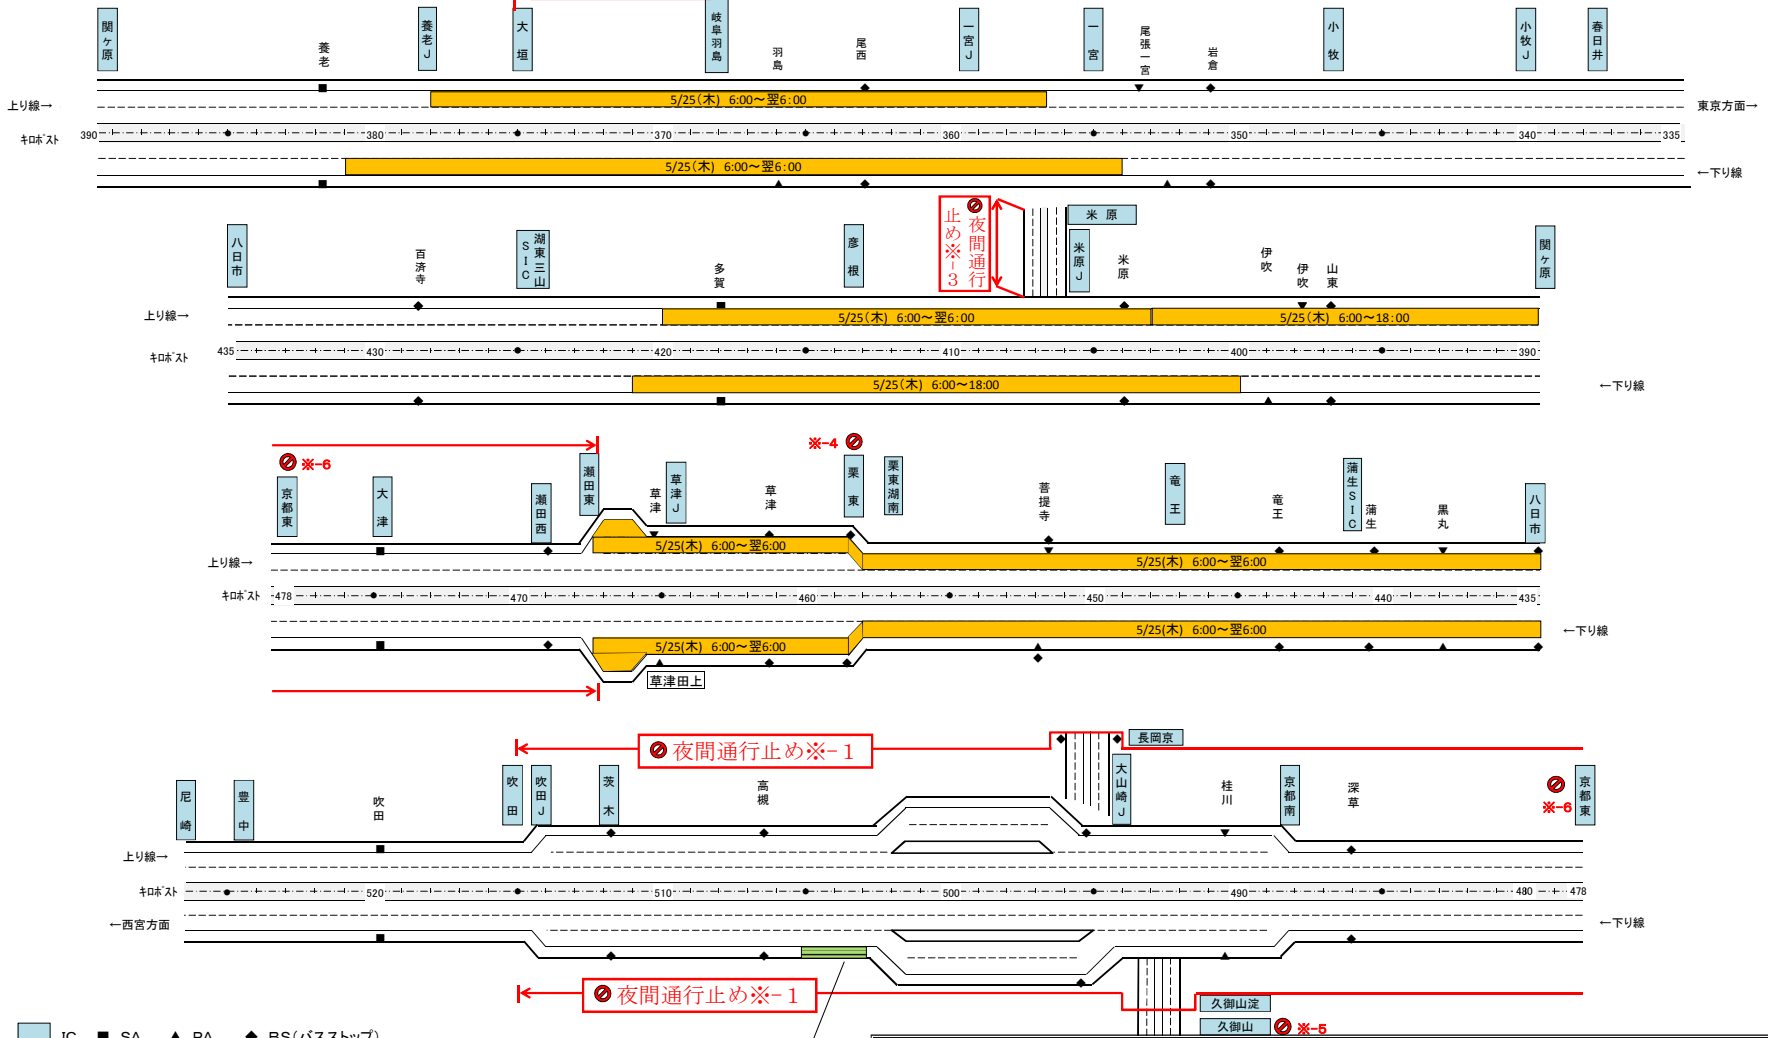 関ヶ原
養老
養老J
大垣
岐阜羽島
羽島
尾西
一宮J
一宮
尾張一宮
岩倉
小牧
小牧J
春日井
上り線→
5/25(木) 6:00～翌6:00
東京方面→
キロポスト
390
380
370
360
350
340
335
5/25(木) 6:00～翌6:00
←下り線
八日市
百済寺
湖東三山SIC
多賀
彦根
夜間通行止め※-3
米原
米原J
米原
伊吹
伊吹
山東
関ヶ原
上り線→
5/25(木) 6:00～翌6:00
5/25(木) 6:00～18:00
キロポスト
435
430
420
410
400
390
5/25(木) 6:00～18:00
←下り線
※-6
※-4
京都東
大津
瀬田西
瀬田東
草津
草津J
草津
栗東
栗東湖南
菩提寺
竜王
竜王
蒲生SIC
蒲生
黒丸
八日市
上り線→
5/25(木) 6:00～翌6:00
5/25(木) 6:00～翌6:00
キロポスト
478
470
460
450
440
435
5/25(木) 6:00～翌6:00
5/25(木) 6:00～翌6:00
←下り線
草津田上
夜間通行止め※-1
長岡京
尼崎
豊中
吹田
吹田
吹田J
茨木
高槻
大山崎J
桂川
京都南
深草
※-6
京都東
上り線→
キロポスト
520
510
500
490
480
478
←西宮方面
←下り線
夜間通行止め※-1
久御山淀
久御山
※-5
IC ■ SA ▲ PA ◆ BS(バスストップ)